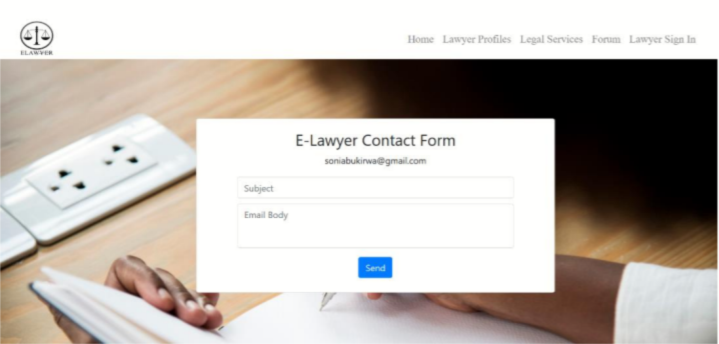 ELAWYER
Home Lawyer Profiles Legal Services Forum Lawyer Sign In
E-Lawyer Contact Form
soniabukirwa@gmail.com
Subject
Email Body
Send